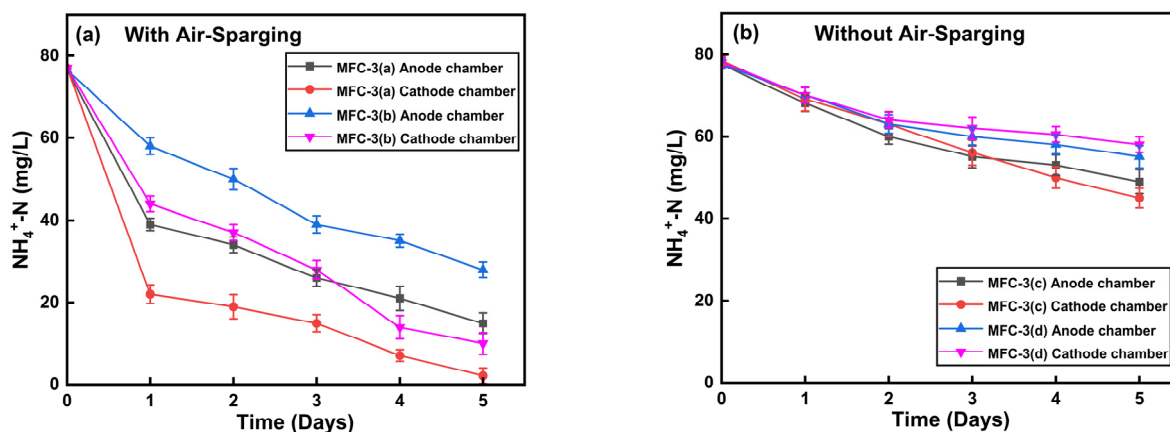 (a) With Air-Sparging
MFC-3(a) Anode chamber
MFC-3(a) Cathode chamber
MFC-3(b) Anode chamber
MFC-3(b) Cathode chamber
NH₄⁺-N (mg/L)
80
60
40
20
0
0 1 2 3 4 5
Time (Days)
(b) Without Air-Sparging
NH₄⁺-N (mg/L)
80
60
40
20
0
MFC-3(c) Anode chamber
MFC-3(c) Cathode chamber
MFC-3(d) Anode chamber
MFC-3(d) Cathode chamber
0 1 2 3 4 5
Time (Days)